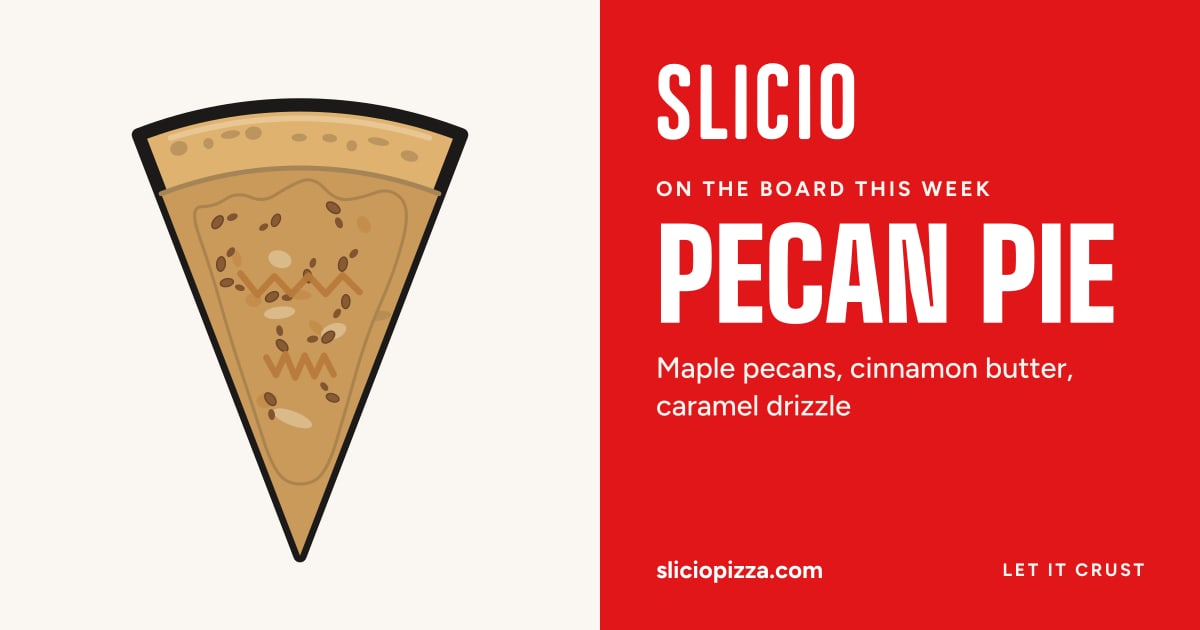 SLICIO
ON THE BOARD THIS WEEK
PECAN PIE
Maple pecans, cinnamon butter,
caramel drizzle
sliciopizza.com
LET IT CRUST